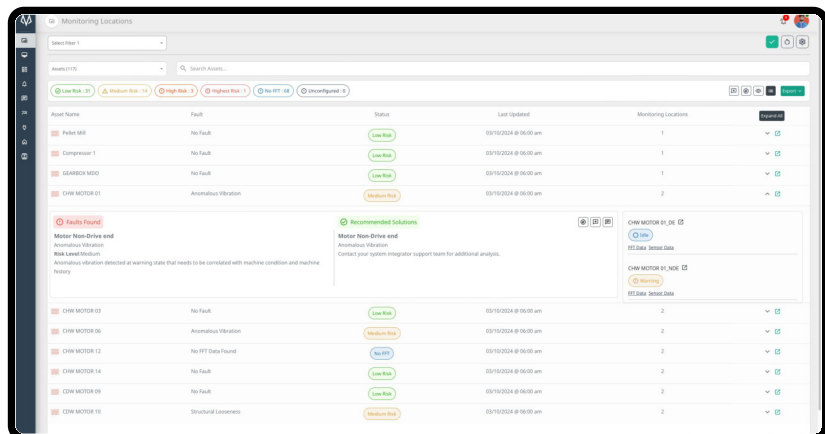 Monitoring Locations
Select Filter 1
Assets (117)
Search Assets...
Low Risk : 31
Medium Risk : 14
High Risk : 3
Highest Risk : 1
No FFT : 68
Unconfigured : 0
Export
Asset Name Fault Status Last Updated Monitoring Locations Expand All
Pellet Mill No Fault Low Risk 03/10/2024 @ 06:00 am 1
Compressor 1 No Fault Low Risk 03/10/2024 @ 06:00 am 1
GEARBOX MDO No Fault Low Risk 03/10/2024 @ 06:00 am 1
CHW MOTOR 01 Anomalous Vibration Medium Risk 03/10/2024 @ 06:00 am 2
Faults Found
Motor Non-Drive end
Anomalous Vibration
Risk Level:Medium
Anomalous vibration detected at warning state that needs to be correlated with machine condition and machine
history
Recommended Solutions
Motor Non-Drive end
Anomalous Vibration
Contact your system integrator support team for additional analysis.
CHW MOTOR 01_DE
Idle
FFT Data Sensor Data
CHW MOTOR 01_NDE
Warning
FFT Data Sensor Data
CHW MOTOR 03 No Fault Low Risk 03/10/2024 @ 06:00 am 2
CHW MOTOR 06 Anomalous Vibration Medium Risk 03/10/2024 @ 06:00 am 2
CHW MOTOR 12 No FFT Data Found No FFT 03/10/2024 @ 06:00 am 2
CHW MOTOR 14 No Fault Low Risk 03/10/2024 @ 06:00 am 2
CDW MOTOR 09 No Fault Low Risk 03/10/2024 @ 06:00 am 2
CDW MOTOR 10 Structural Looseness Medium Risk 03/10/2024 @ 06:00 am 2